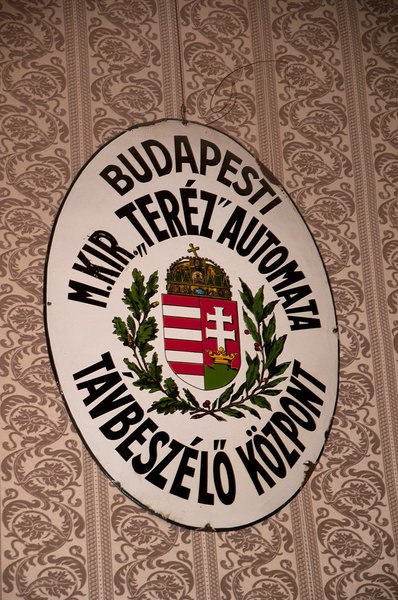 BUDAPESTI
M. KIR. „TERÉZ” AUTOMATA
TÁVBESZÉLŐ KÖZPONT